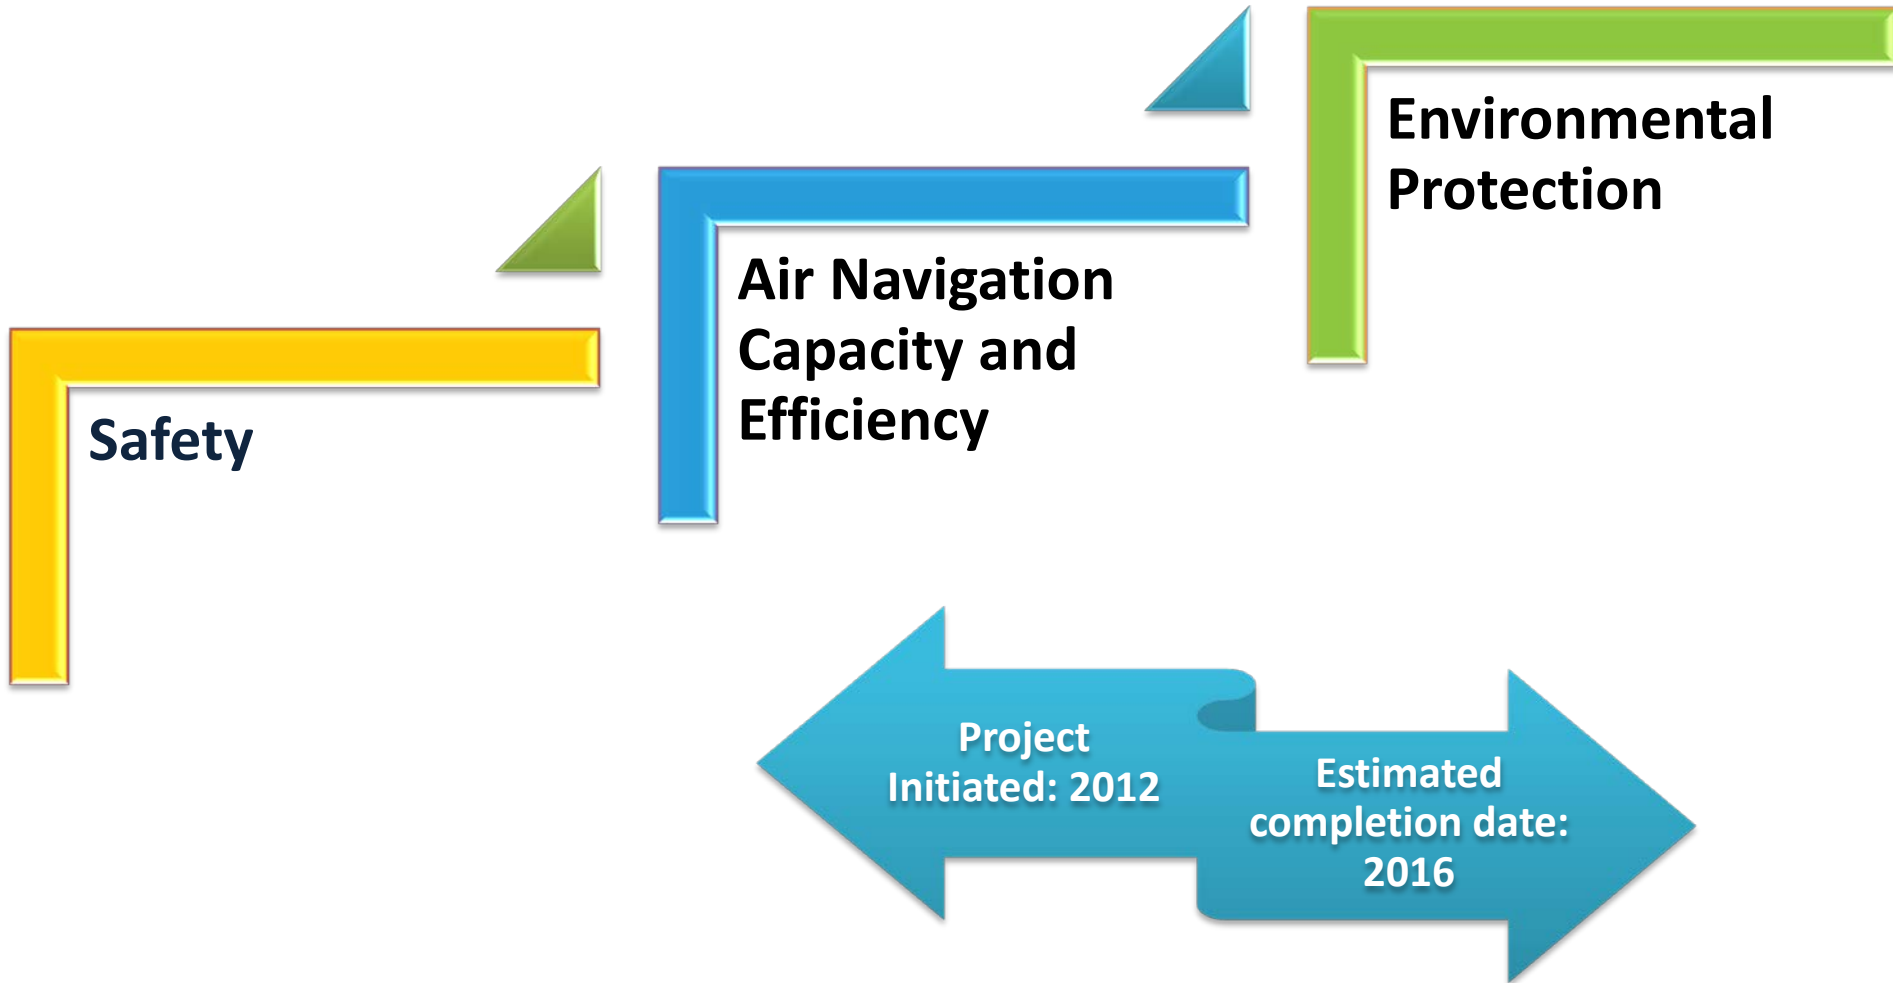 Safety
Air Navigation
Capacity and
Efficiency
Environmental
Protection
Project
Initiated: 2012
Estimated
completion date:
2016